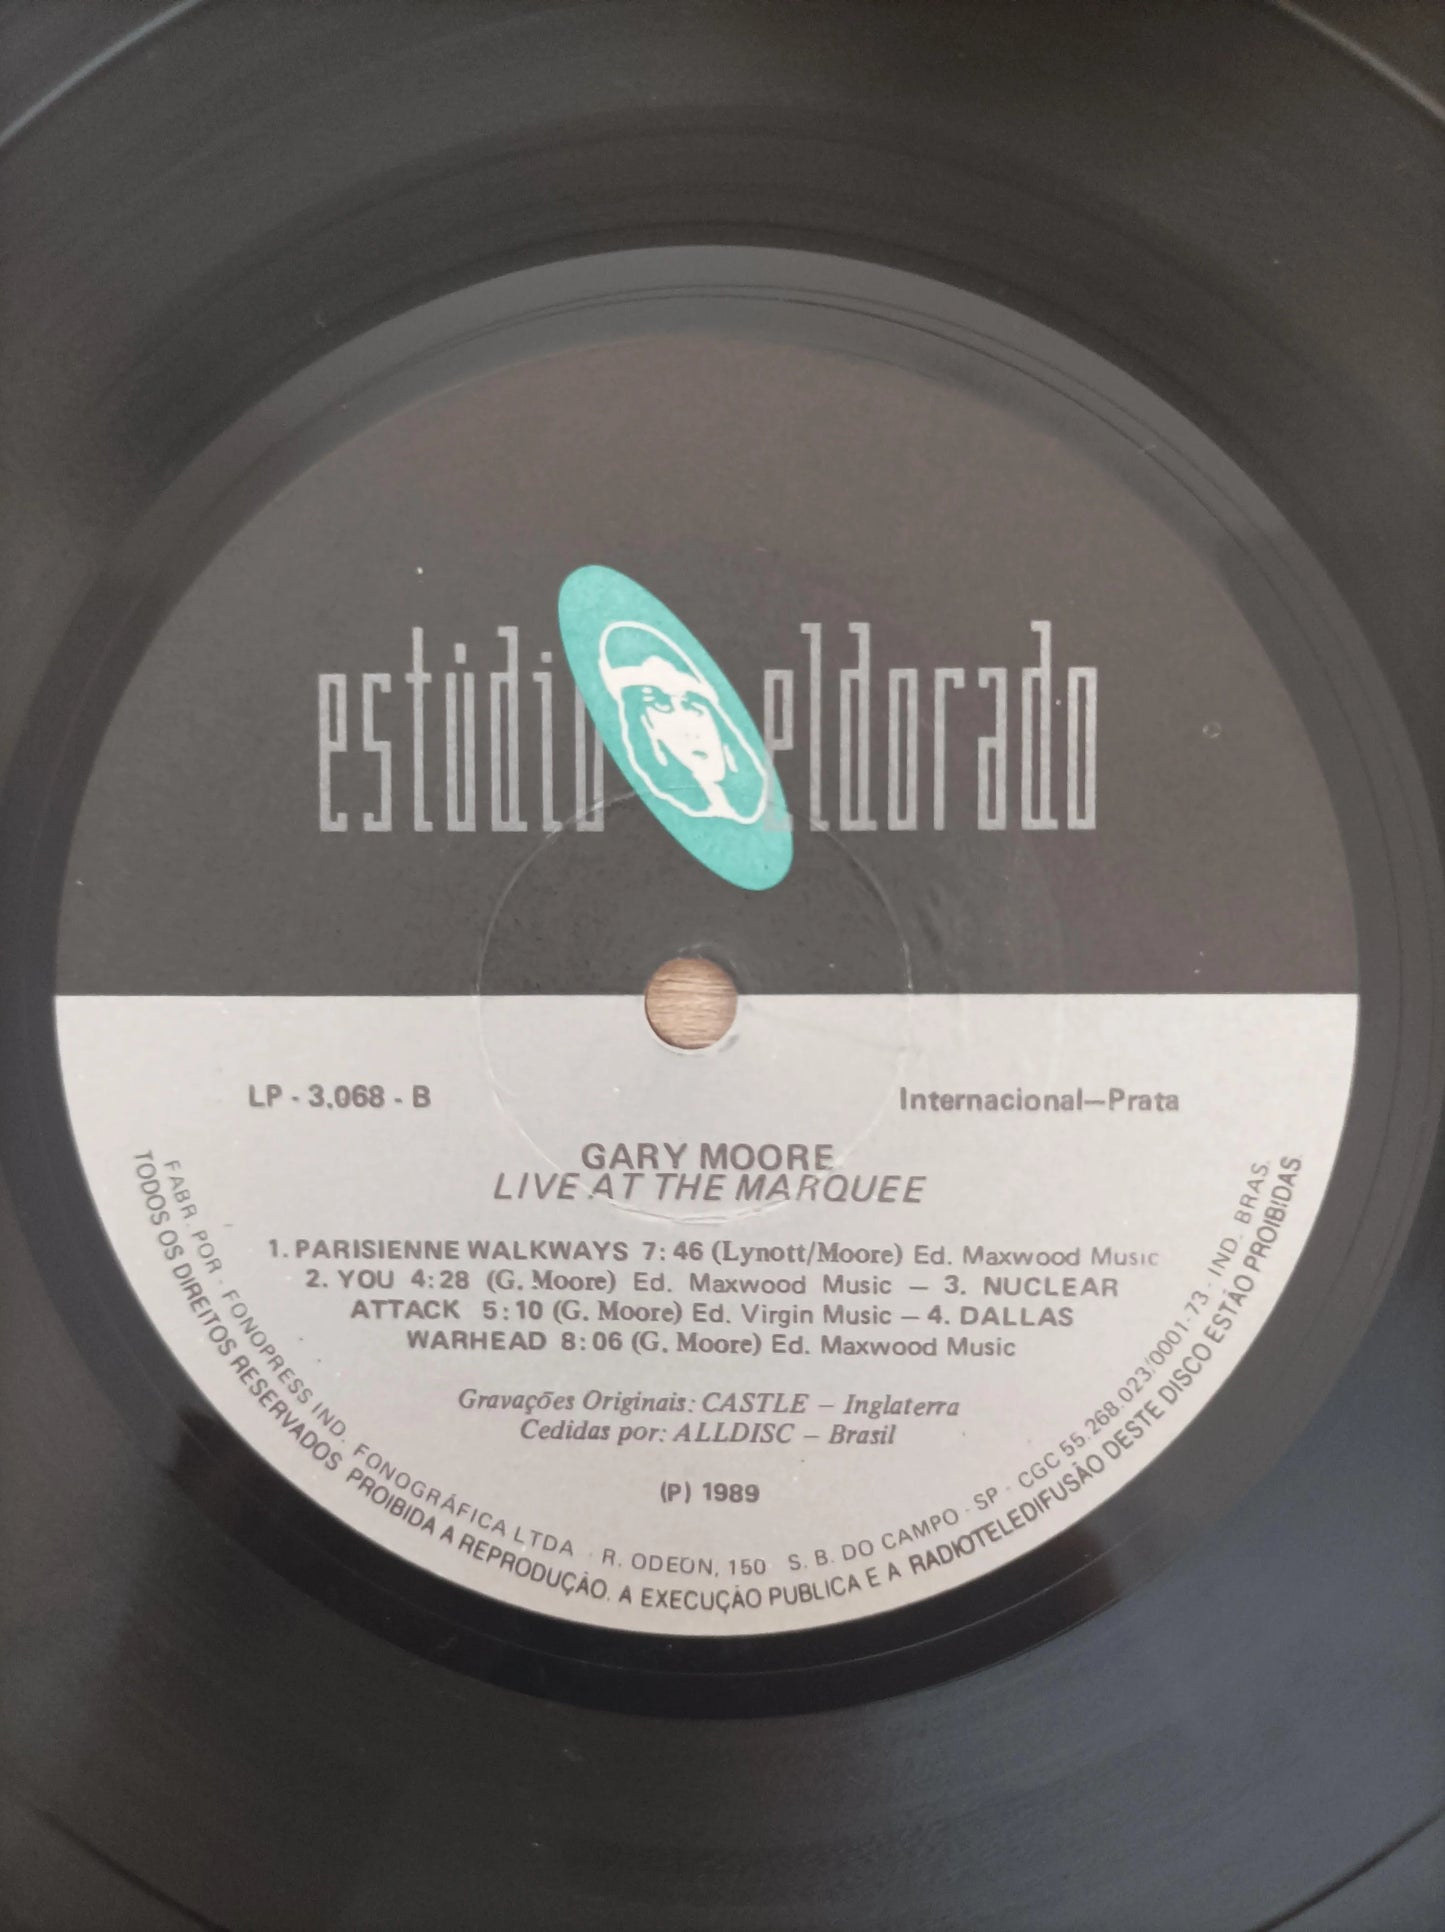 estúdio eldorado
LP - 3.068 - B
Internacional—Prata
GARY MOORE
LIVE AT THE MARQUEE
1. PARISIENNE WALKWAYS 7:46 (Lynott/Moore) Ed. Maxwood Music
2. YOU 4:28 (G. Moore) Ed. Maxwood Music — 3. NUCLEAR
ATTACK 5:10 (G. Moore) Ed. Virgin Music — 4. DALLAS
WARHEAD 8:06 (G. Moore) Ed. Maxwood Music
Gravações Originais: CASTLE — Inglaterra
Cedidas por: ALLDISC — Brasil
(P) 1989
FABR. POR - FONOPRESS IND. FONOGRÁFICA LTDA - R. ODEON, 150 S. B. DO CAMPO - SP - CGC 55.268.023/0001-73 - IND. BRAS.
TODOS OS DIREITOS RESERVADOS PROIBIDA A REPRODUÇÃO. A EXECUÇÃO PUBLICA E A RADIOTELEDIFUSÃO DESTE DISCO ESTÃO PROIBIDAS.